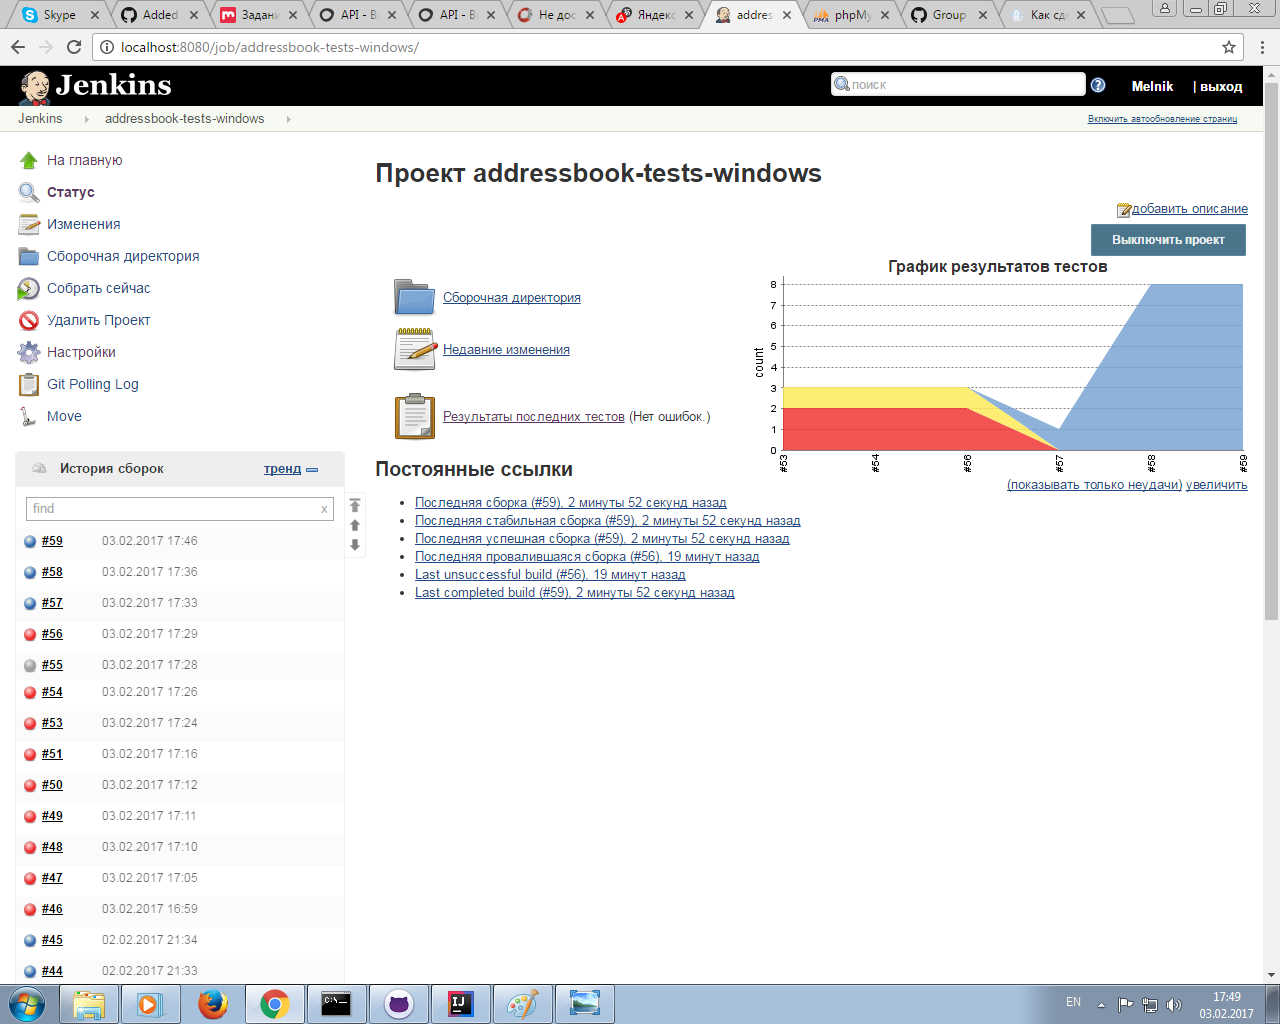 Skype
Added
Задани
API - В
API - В
Не дос
Яндекс
addres
phpMy
Group
Как сд
localhost:8080/job/addressbook-tests-windows/
Jenkins
поиск
Melnik
| выход
Jenkins
addressbook-tests-windows
Включить автообновление страниц
На главную
Статус
Изменения
Сборочная директория
Собрать сейчас
Удалить Проект
Настройки
Git Polling Log
Move
История сборок
тренд
find
x
#59 03.02.2017 17:46
#58 03.02.2017 17:36
#57 03.02.2017 17:33
#56 03.02.2017 17:29
#55 03.02.2017 17:28
#54 03.02.2017 17:26
#53 03.02.2017 17:24
#51 03.02.2017 17:16
#50 03.02.2017 17:12
#49 03.02.2017 17:11
#48 03.02.2017 17:10
#47 03.02.2017 17:05
#46 03.02.2017 16:59
#45 02.02.2017 21:34
#44 02.02.2017 21:33
Проект addressbook-tests-windows
добавить описание
Выключить проект
Сборочная директория
Недавние изменения
Результаты последних тестов (Нет ошибок.)
График результатов тестов
count
8
7
6
5
4
3
2
1
0
#53
#54
#56
#57
#58
#59
(показывать только неудачи) увеличить
Постоянные ссылки
Последняя сборка (#59), 2 минуты 52 секунд назад
Последняя стабильная сборка (#59), 2 минуты 52 секунд назад
Последняя успешная сборка (#59), 2 минуты 52 секунд назад
Последняя провалившаяся сборка (#56), 19 минут назад
Last unsuccessful build (#56), 19 минут назад
Last completed build (#59), 2 минуты 52 секунд назад
C:\_
IJ
EN
17:49
03.02.2017